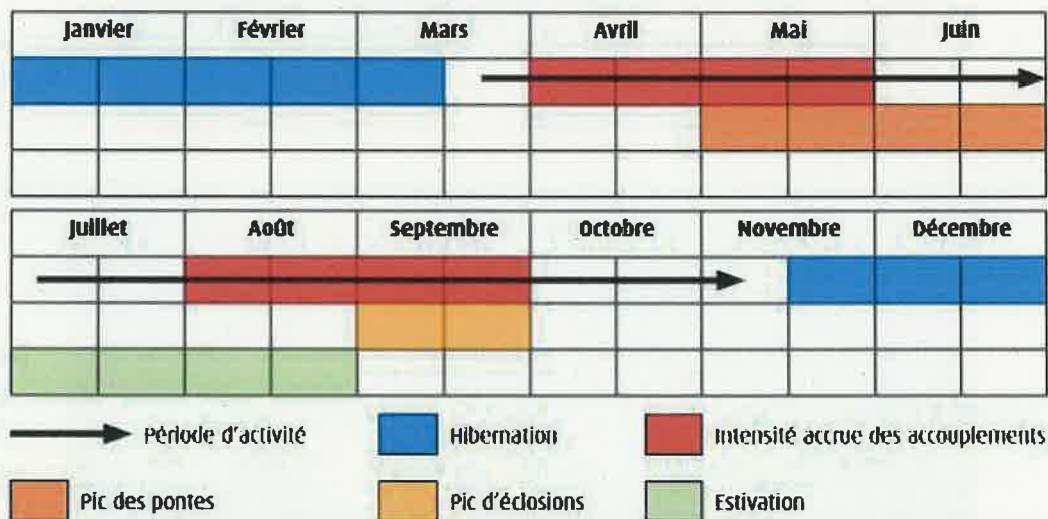 Janvier Février Mars Avril Mai Juin
Juillet Août Septembre Octobre Novembre Décembre
Période d'activité Hibernation Intensité accrue des accouplements
Pic des pontes Pic d'éclosions Estivation